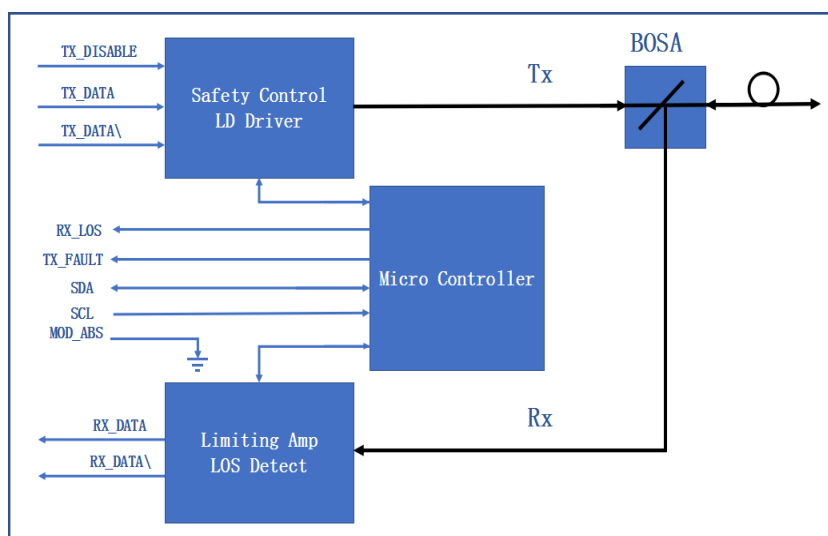 BOSA
TX_DISABLE
Tx
TX_DATA
Safety Control
LD Driver
TX_DATA\
RX_LOS
TX_FAULT
Micro Controller
SDA
SCL
MOD_ABS
RX_DATA
Rx
Limiting Amp
LOS Detect
RX_DATA\